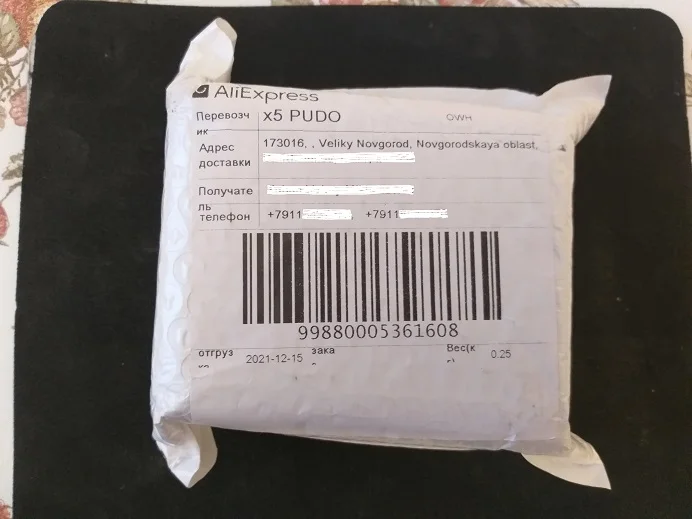 AliExpress
Перевозч x5 PUDO OWH
ик
Адрес 173016, , Veliky Novgorod, Novgorodskaya oblast,
доставки
Получате
ль
телефон +7911 , +7911
99880005361608
отгруз 2021-12-15 зака Вес(к 0.25